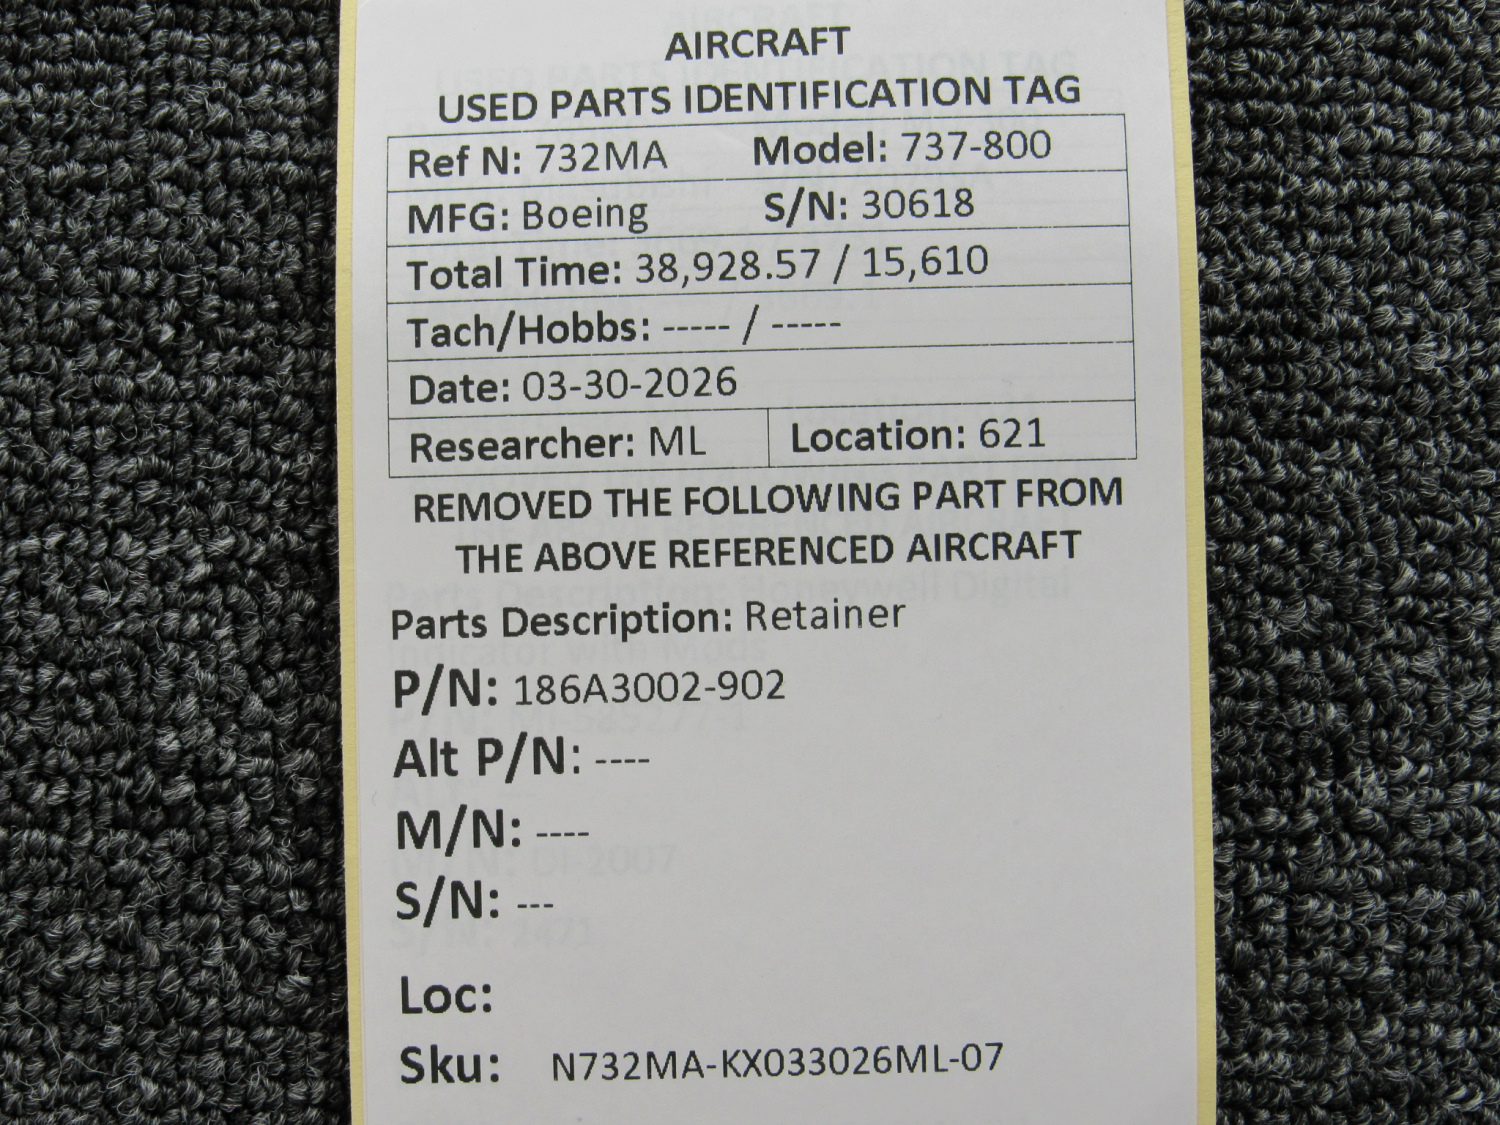 AIRCRAFT
USED PARTS IDENTIFICATION TAG
Ref N: 732MA Model: 737-800
MFG: Boeing S/N: 30618
Total Time: 38,928.57 / 15,610
Tach/Hobbs: ----- / -----
Date: 03-30-2026
Researcher: ML Location: 621
REMOVED THE FOLLOWING PART FROM
THE ABOVE REFERENCED AIRCRAFT
Parts Description: Retainer
P/N: 186A3002-902
Alt P/N: ----
M/N: ----
S/N: ---
Loc:
Sku: N732MA-KX033026ML-07